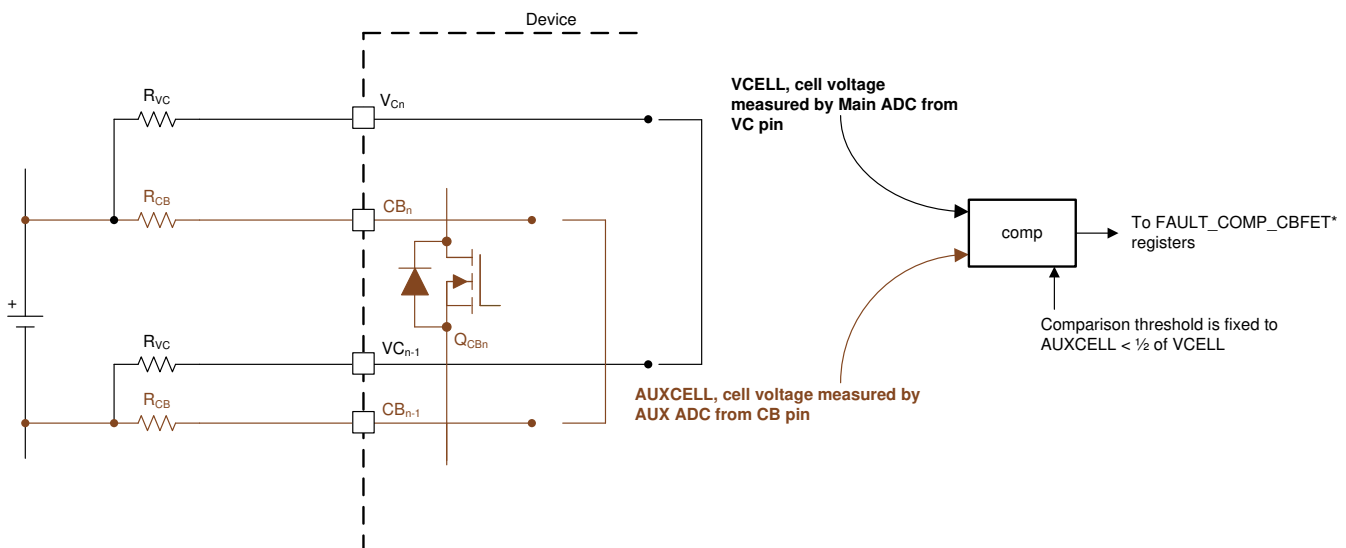 Device
VCELL, cell voltage
measured by Main ADC from
VC pin
RVC
VCn
RCB
CBn
comp
To FAULT_COMP_CBFET*
registers
+
Comparison threshold is fixed to
AUXCELL < ½ of VCELL
QCBn
RVC
VCn-1
RCB
CBn-1
AUXCELL, cell voltage measured by
AUX ADC from CB pin